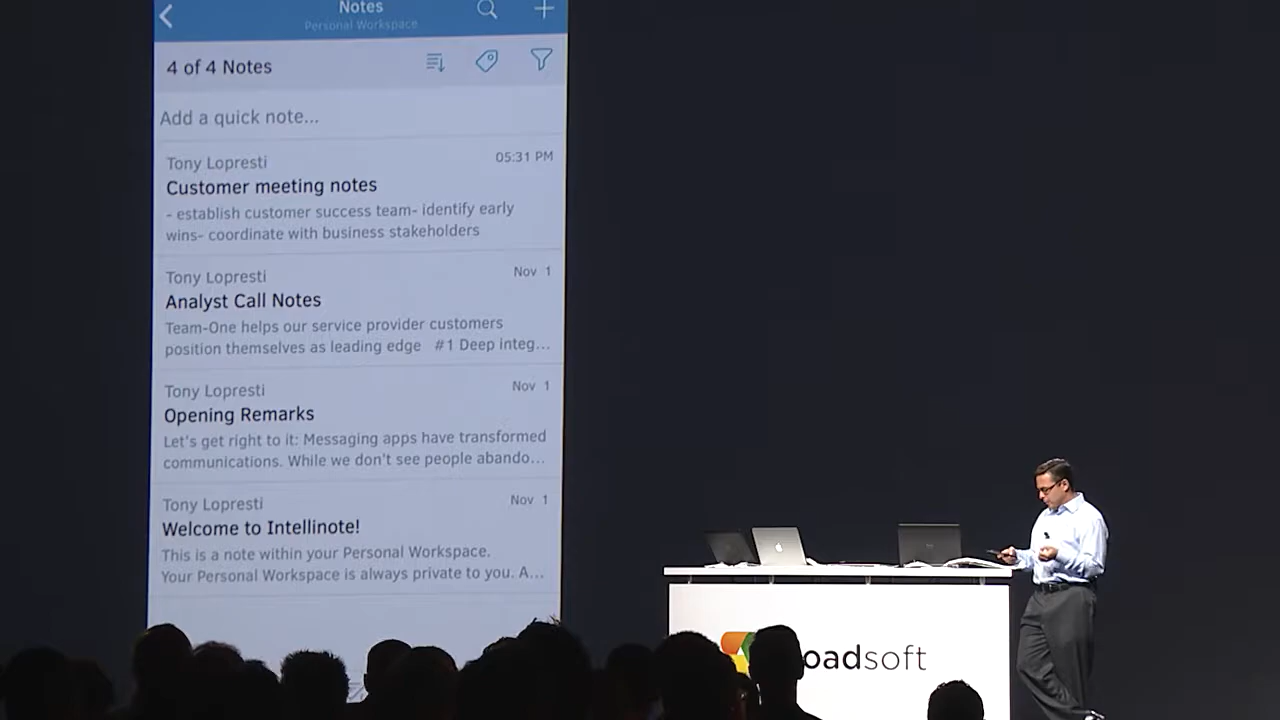 Notes
Personal Workspace
4 of 4 Notes
Add a quick note...
Tony Lopresti
05:31 PM
Customer meeting notes
- establish customer success team- identify early
wins- coordinate with business stakeholders
Tony Lopresti
Nov 1
Analyst Call Notes
Team-One helps our service provider customers
position themselves as leading edge #1 Deep integ...
Tony Lopresti
Nov 1
Opening Remarks
Let's get right to it: Messaging apps have transformed
communications. While we don't see people abando...
Tony Lopresti
Nov 1
Welcome to Intellinote!
This is a note within your Personal Workspace.
Your Personal Workspace is always private to you. A...
oadsoft